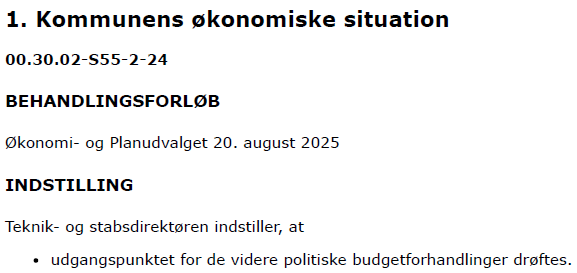 1. Kommunens økonomiske situation
00.30.02-S55-2-24
BEHANDLINGSFORLØB
Økonomi- og Planudvalget 20. august 2025
INDSTILLING
Teknik- og stabsdirektøren indstiller, at
• udgangspunktet for de videre politiske budgetforhandlinger drøftes.